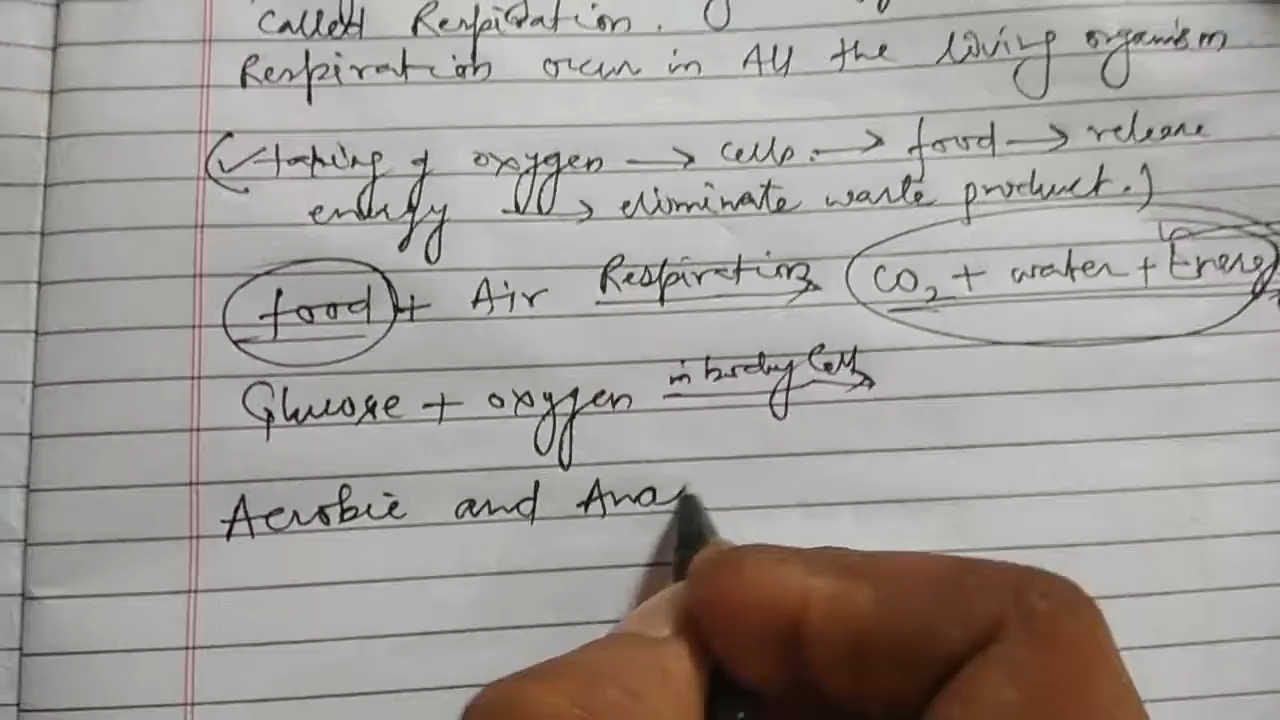 called Respiration.
Respiration occur in All the living organism
(✓taking of oxygen → cells. → food → release
energy → eliminate waste product.)
food + Air Respiration CO2 + water + Energy
Glucose + oxygen in body Cell
Aerobic and Ana